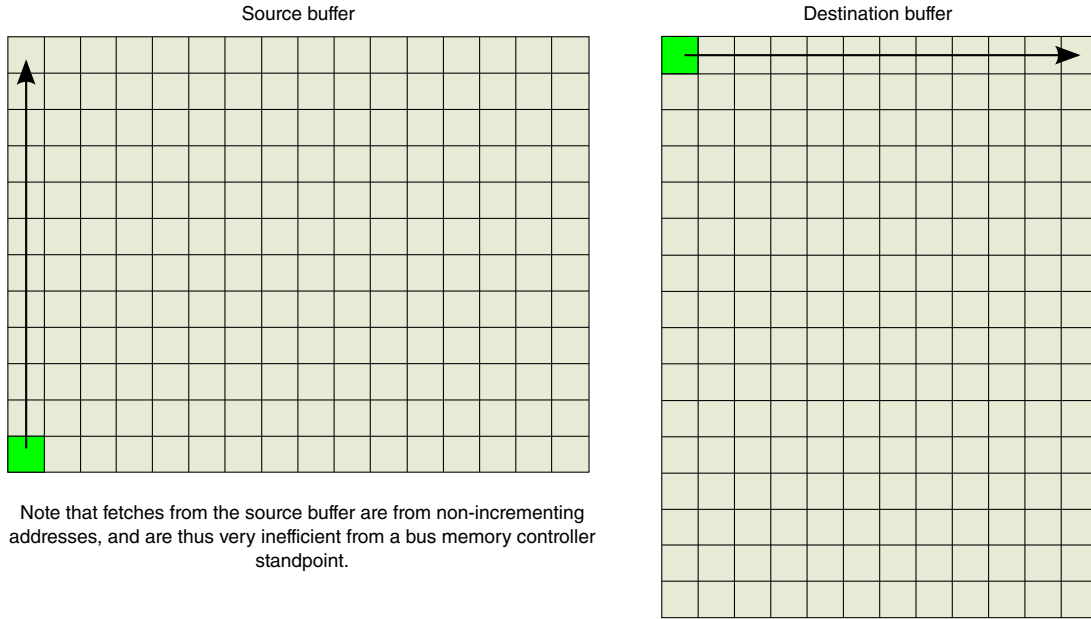 Source buffer
Destination buffer
Note that fetches from the source buffer are from non-incrementing
addresses, and are thus very inefficient from a bus memory controller
standpoint.